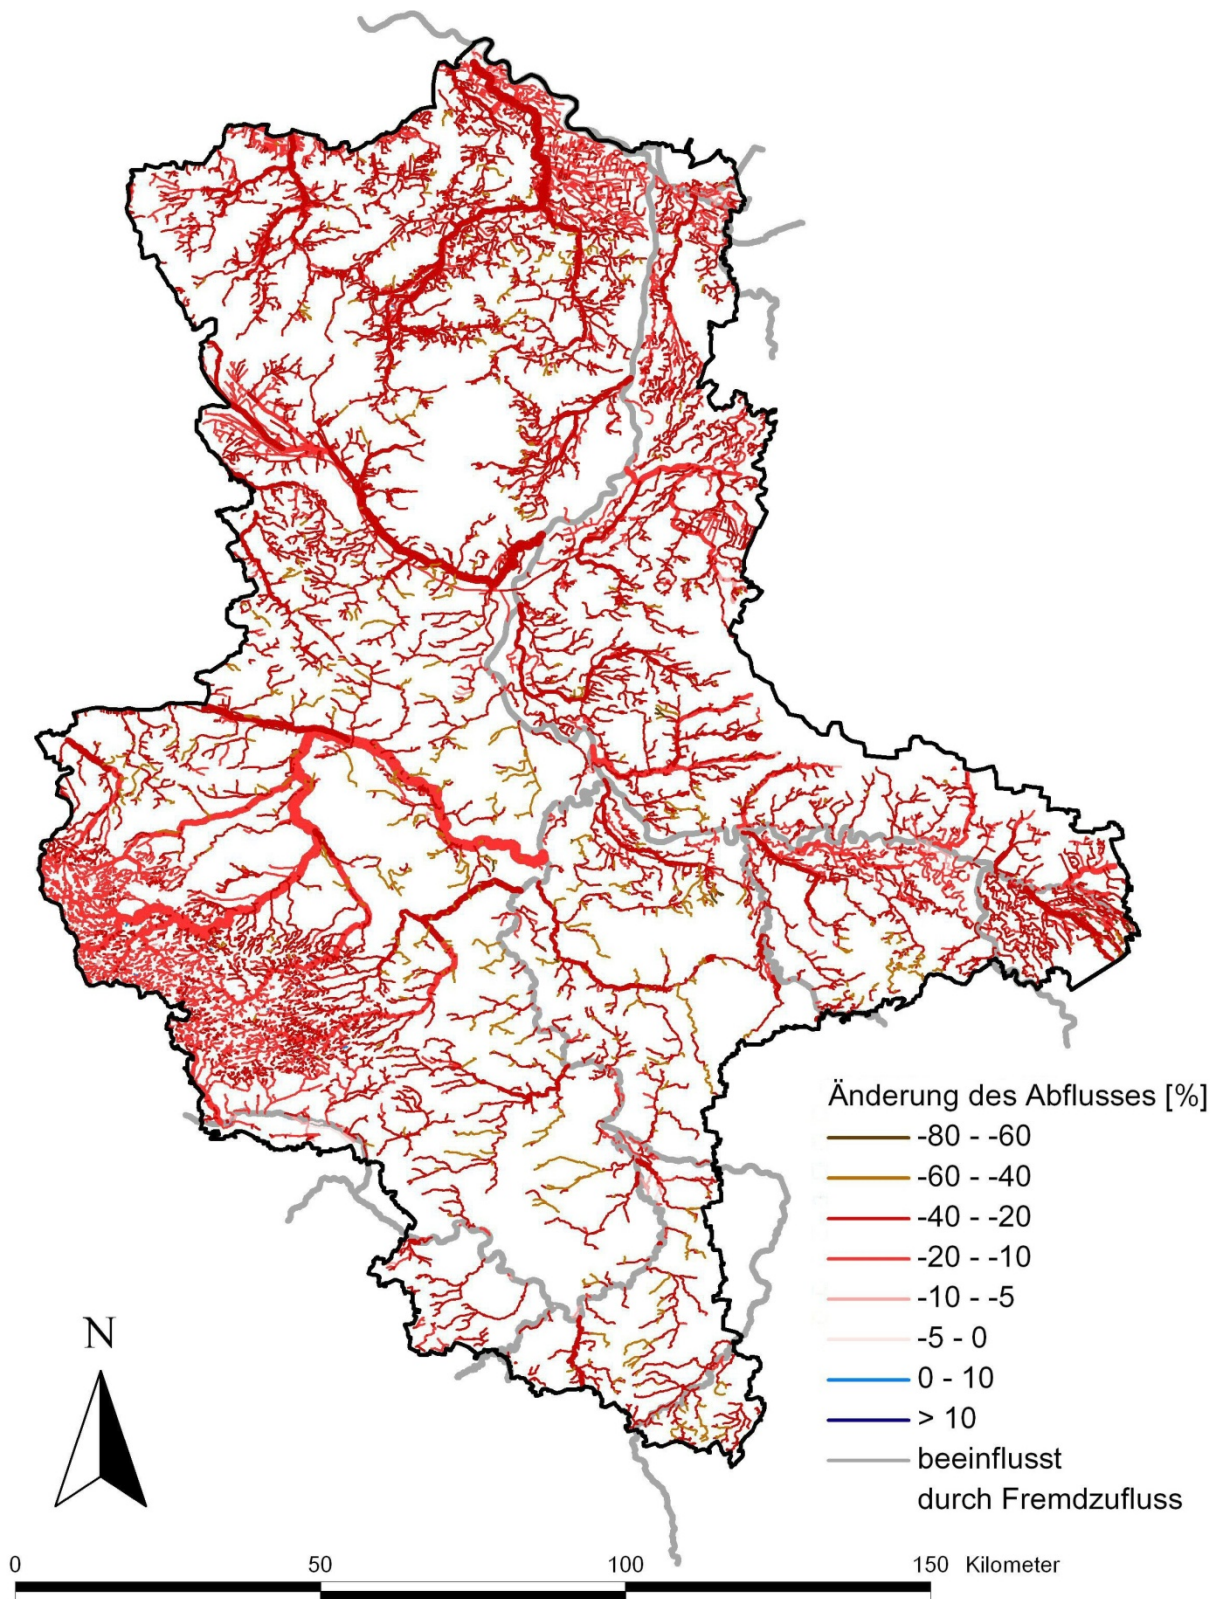 Änderung des Abflusses [%]
-80 - -60
-60 - -40
-40 - -20
-20 - -10
-10 - -5
-5 - 0
0 - 10
> 10
beeinflusst
durch Fremdzufluss
N
0 50 100 150 Kilometer